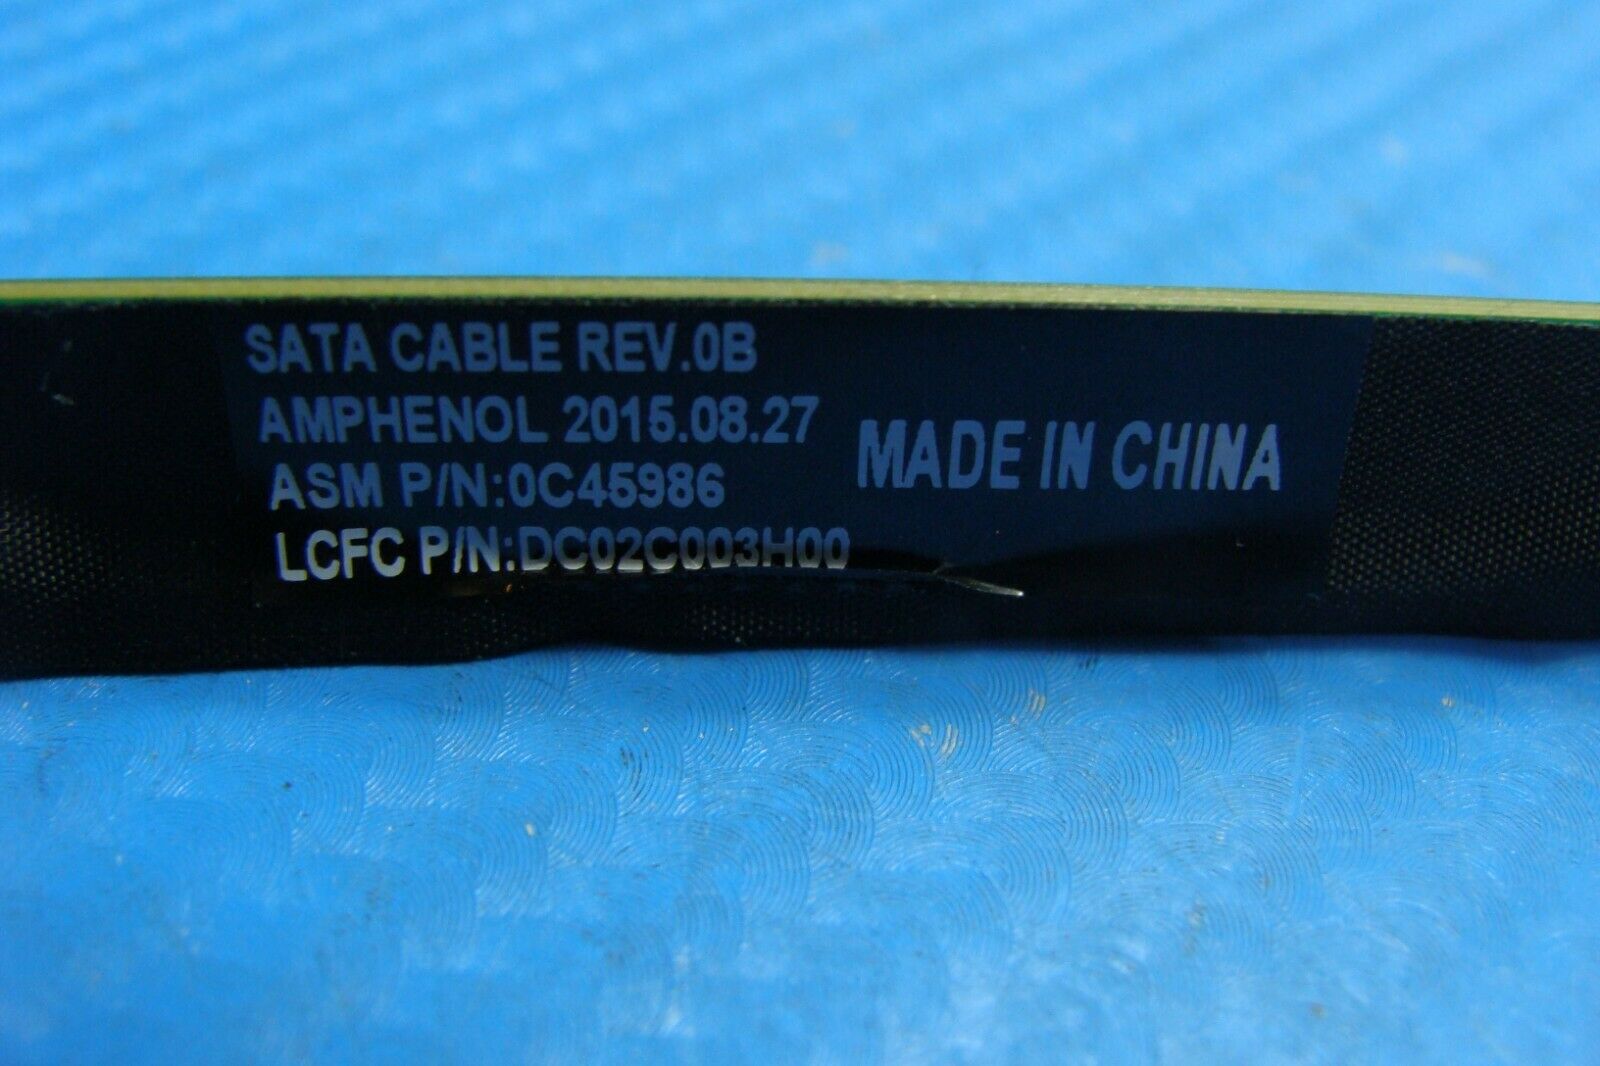 SATA CABLE REV.0B
AMPHENOL 2015.08.27
ASM P/N:0C45986
LCFC P/N:DC02C003H00
MADE IN CHINA